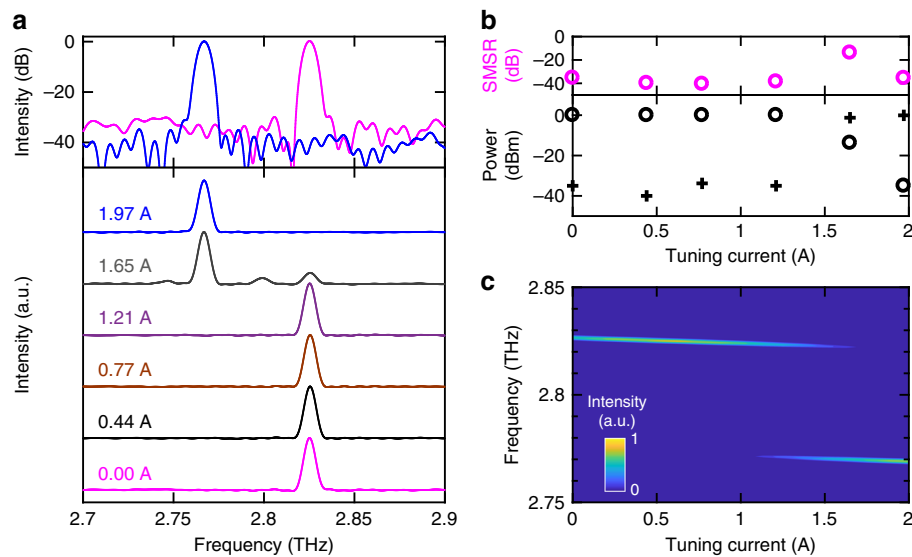 a
Intensity (dB)
0
−20
−40
Intensity (a.u.)
1.97 A
1.65 A
1.21 A
0.77 A
0.44 A
0.00 A
2.7
2.75
2.8
2.85
2.9
Frequency (THz)
b
SMSR
(dB)
0
−20
−40
Power
(dBm)
0
−20
−40
0
0.5
1
1.5
2
Tuning current (A)
c
Frequency (THz)
2.85
2.8
2.75
Intensity
(a.u.)
1
0
0
0.5
1
1.5
2
Tuning current (A)